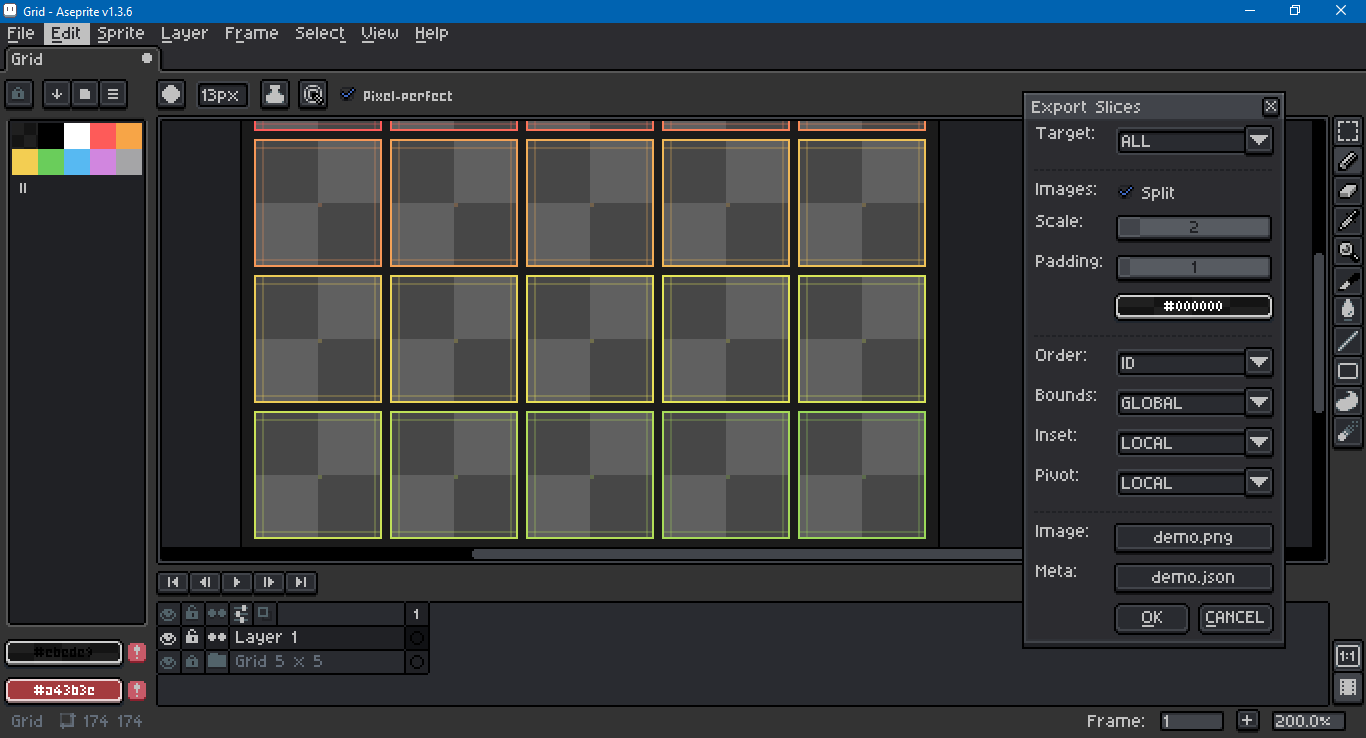 Grid - Aseprite v1.3.6
File Edit Sprite Layer Frame Select View Help
Grid
13px Pixel-perfect
Export Slices
Target: ALL
Images: Split
Scale: 2
Padding: 1
#000000
Order: ID
Bounds: GLOBAL
Inset: LOCAL
Pivot: LOCAL
Image: demo.png
Meta: demo.json
OK CANCEL
1
Layer 1
Grid 5 x 5
#a43b3e
1:1
Grid 174 174
Frame: 1 + 200.0%